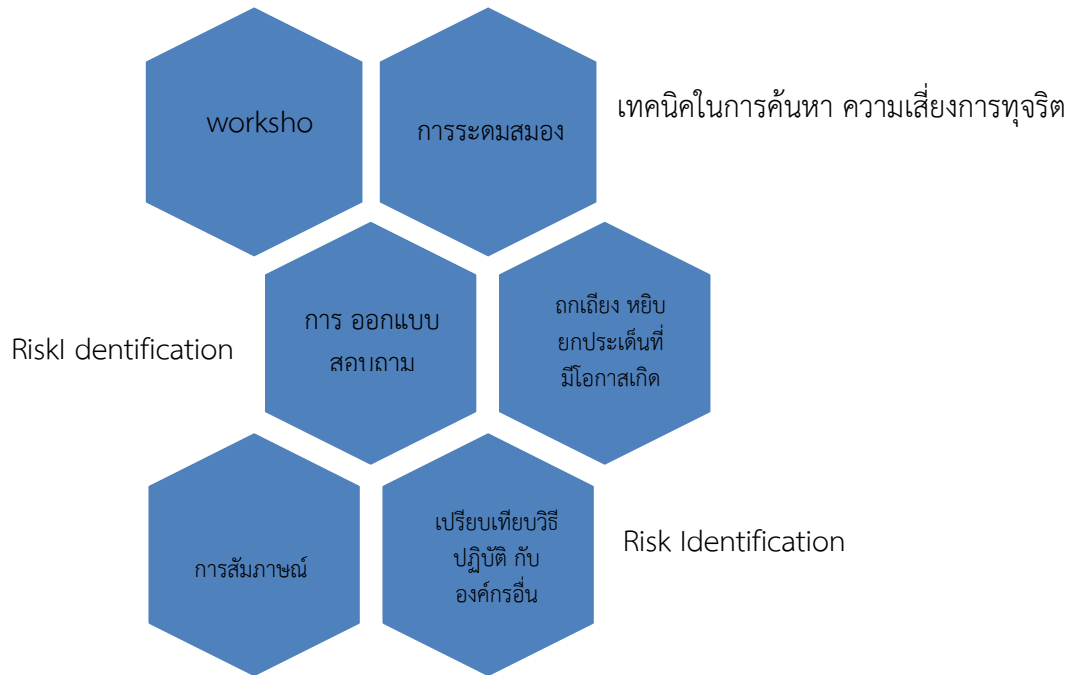 worksho
การระดมสมอง
เทคนิคในการค้นหา ความเสี่ยงการทุจริต
RiskI dentification
การ ออกแบบ
สอบถาม
ถกเถียง หยิบ
ยกประเด็นที่
มีโอกาสเกิด
การสัมภาษณ์
เปรียบเทียบวิธี
ปฏิบัติ กับ
องค์กรอื่น
Risk Identification